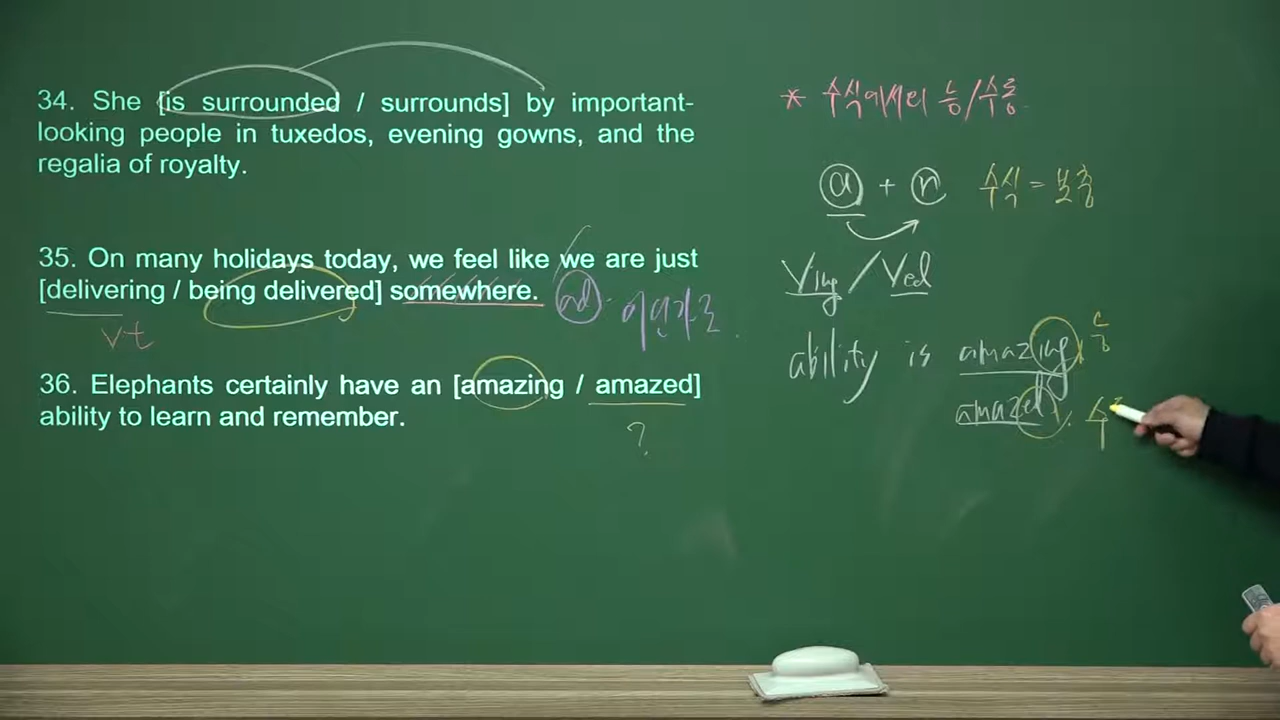 34. She [is surrounded / surrounds] by important-
looking people in tuxedos, evening gowns, and the
regalia of royalty.
35. On many holidays today, we feel like we are just
[delivering / being delivered] somewhere.
vt
ad
36. Elephants certainly have an [amazing / amazed]
ability to learn and remember.
?
* 수식에서의 능/수동
a + n 수식 = 보충
Ving / Ved
ability is amazing. 능
amazed. 수